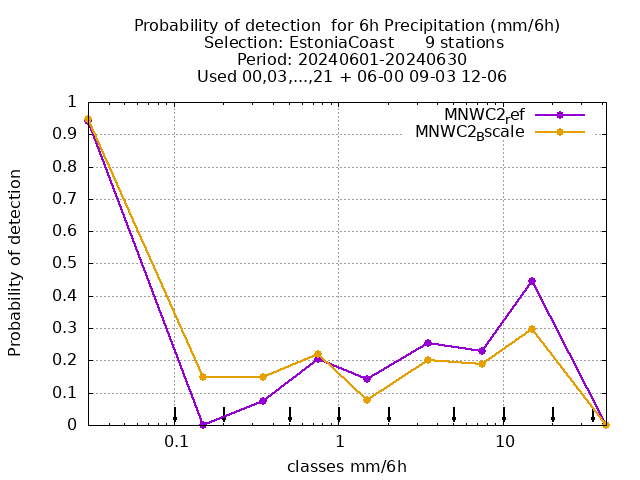 Probability of detection  for 6h Precipitation (mm/6h)
Selection: EstoniaCoast      9 stations
Period: 20240601-20240630
Used 00,03,...,21 + 06-00 09-03 12-06
MNWC2ref
MNWC2Bscale
1
0.9
0.8
0.7
0.6
0.5
0.4
0.3
0.2
0.1
0
Probability of detection
0.1 1 10
classes mm/6h